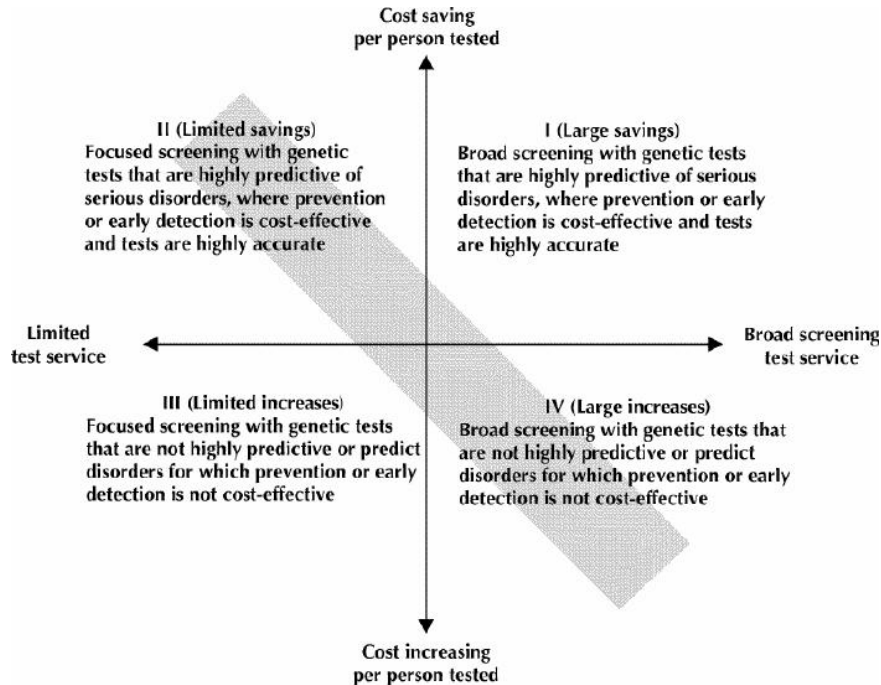 Cost saving
per person tested
II (Limited savings)
Focused screening with genetic
tests that are highly predictive of
serious disorders, where prevention
or early detection is cost-effective
and tests are highly accurate
I (Large savings)
Broad screening with genetic tests
that are highly predictive of serious
disorders, where prevention or early
detection is cost-effective and tests
are highly accurate
Limited
test service
Broad screening
test service
III (Limited increases)
Focused screening with genetic tests
that are not highly predictive or predict
disorders for which prevention or early
detection is not cost-effective
IV (Large increases)
Broad screening with genetic tests that
are not highly predictive or predict
disorders for which prevention or early
detection is not cost-effective
Cost increasing
per person tested